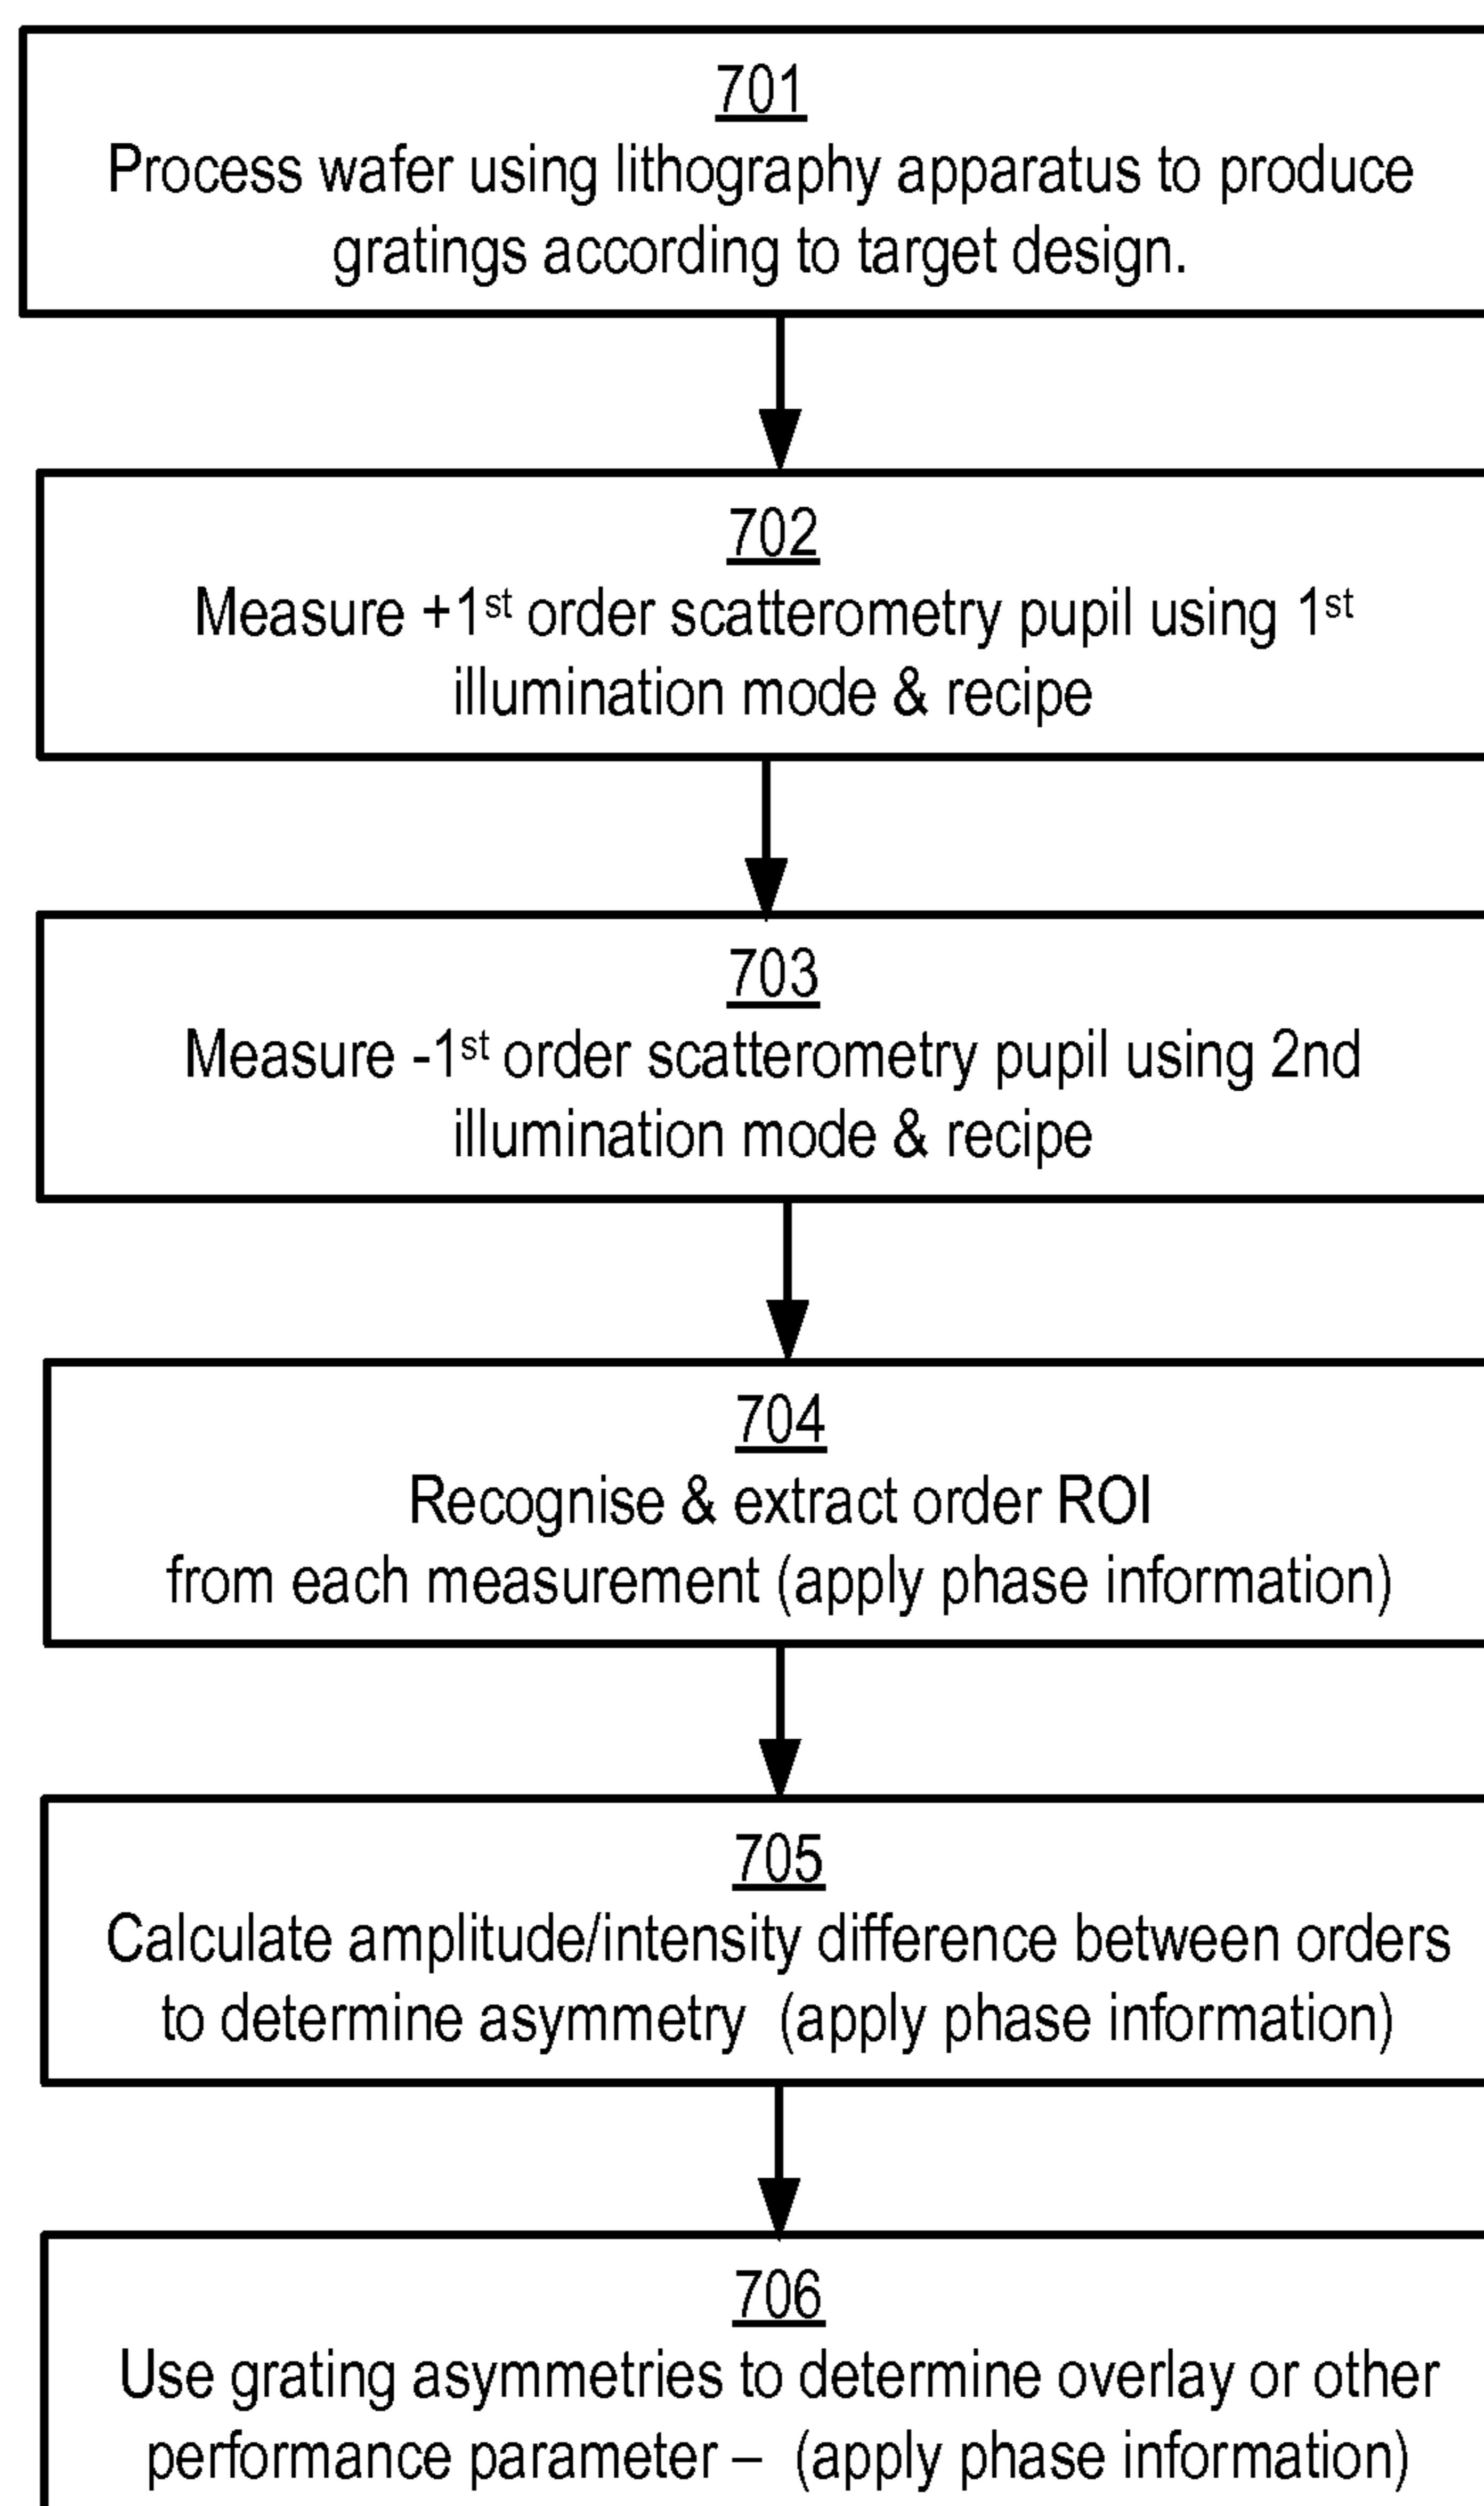 701
Process wafer using lithography apparatus to produce
gratings according to target design.
702
Measure +1st order scatterometry pupil using 1st
illumination mode & recipe
703
Measure -1st order scatterometry pupil using 2nd
illumination mode & recipe
704
Recognise & extract order ROI
from each measurement (apply phase information)
705
Calculate amplitude/intensity difference between orders
to determine asymmetry (apply phase information)
706
Use grating asymmetries to determine overlay or other
performance parameter – (apply phase information)